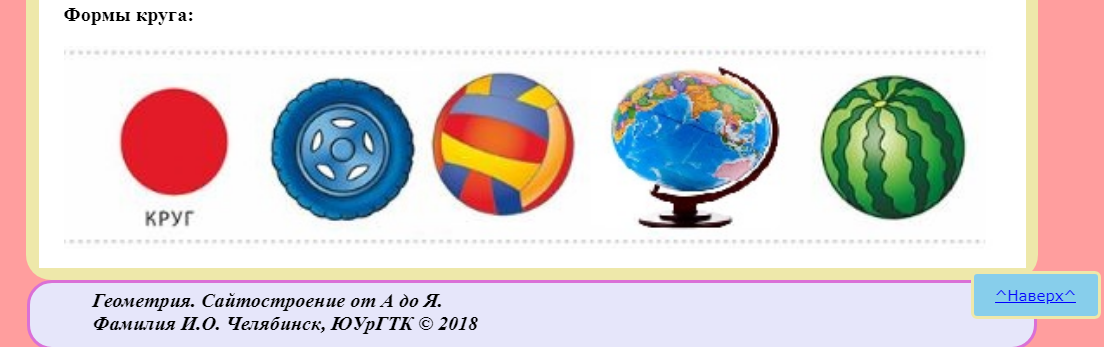 Формы круга:
КРУГ
Геометрия. Сайтостроение от А до Я.
Фамилия И.О. Челябинск, ЮУрГТК © 2018
^Наверх^